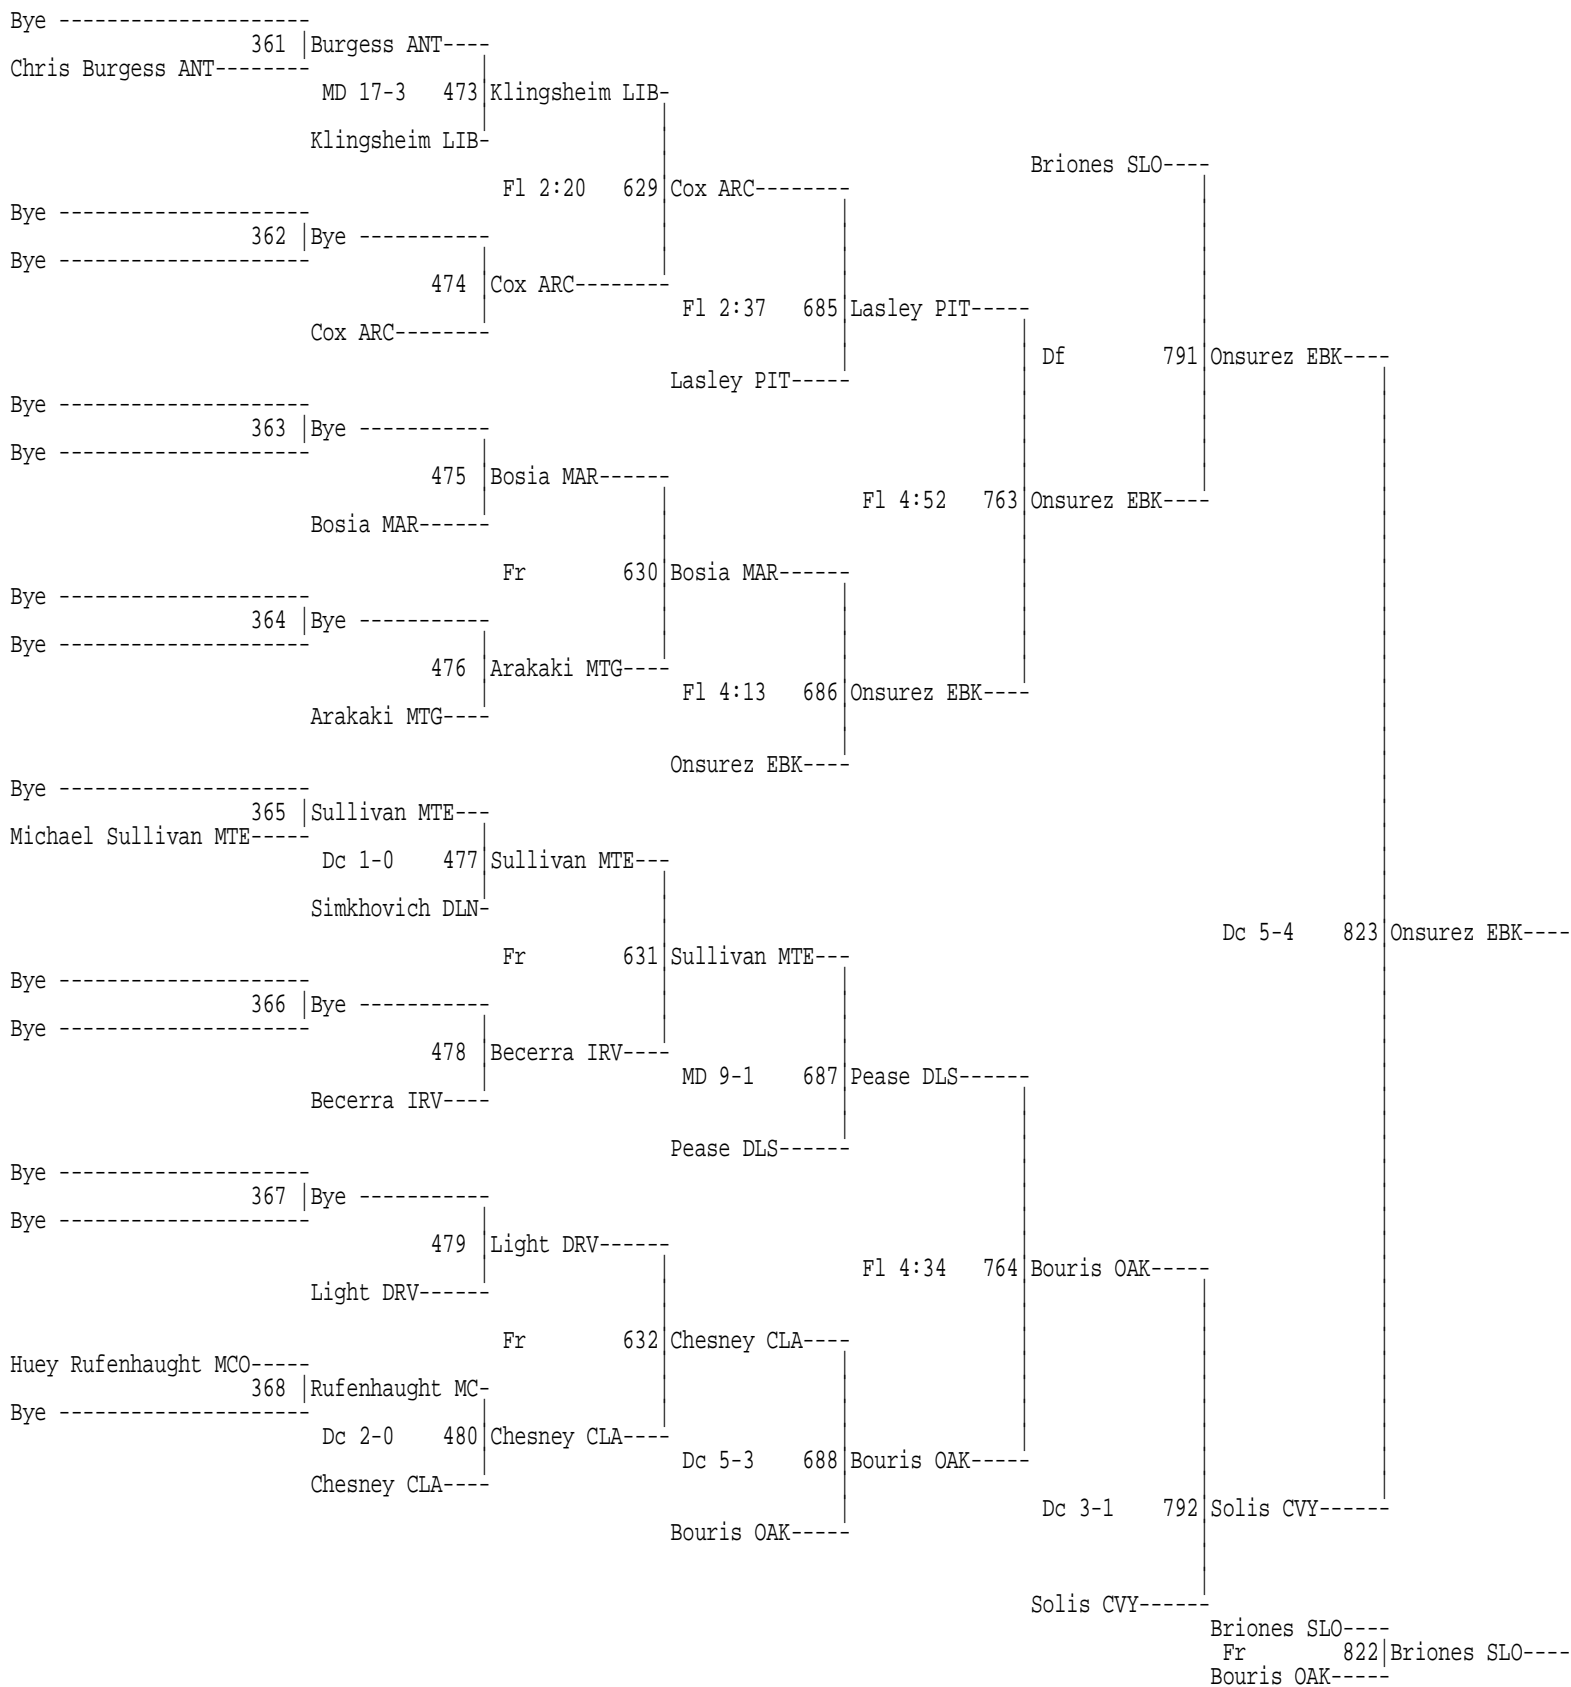 Bye ---------------------
361 |Burgess ANT----
Chris Burgess ANT--------
MD 17-3 473|Klingsheim LIB-
Klingsheim LIB-
Briones SLO----
Fl 2:20 629|Cox ARC--------
Bye ---------------------
362 |Bye -----------
Bye ---------------------
474 |Cox ARC--------
Fl 2:37 685|Lasley PIT-----
Cox ARC--------
Df 791|Onsurez EBK----
Lasley PIT-----
Bye ---------------------
363 |Bye -----------
Bye ---------------------
475 |Bosia MAR------
Fl 4:52 763|Onsurez EBK----
Bosia MAR------
Fr 630|Bosia MAR------
Bye ---------------------
364 |Bye -----------
Bye ---------------------
476 |Arakaki MTG----
Fl 4:13 686|Onsurez EBK----
Arakaki MTG----
Onsurez EBK----
Bye ---------------------
365 |Sullivan MTE---
Michael Sullivan MTE-----
Dc 1-0 477|Sullivan MTE---
Simkhovich DLN-
Dc 5-4 823|Onsurez EBK----
Fr 631|Sullivan MTE---
Bye ---------------------
366 |Bye -----------
Bye ---------------------
478 |Becerra IRV----
MD 9-1 687|Pease DLS------
Becerra IRV----
Pease DLS------
Bye ---------------------
367 |Bye -----------
Bye ---------------------
479 |Light DRV------
Fl 4:34 764|Bouris OAK-----
Light DRV------
Fr 632|Chesney CLA----
Huey Rufenhaught MCO-----
368 |Rufenhaught MC-
Bye ---------------------
Dc 2-0 480|Chesney CLA----
Dc 5-3 688|Bouris OAK-----
Chesney CLA----
Dc 3-1 792|Solis CVY------
Bouris OAK-----
Solis CVY------
Briones SLO----
Fr 822|Briones SLO----
Bouris OAK-----